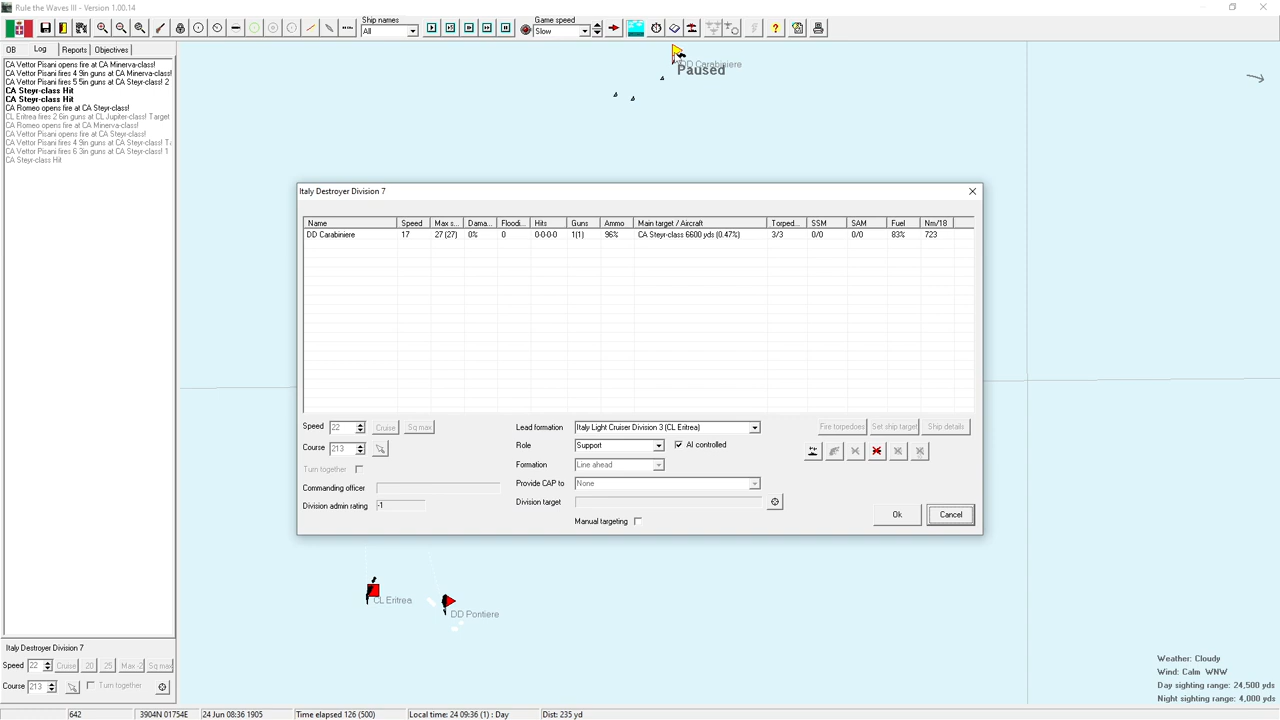 Rule the Waves III - Version 1.00.14
Ship names
All
Game speed
Slow
OB Log Reports Objectives
CA Vettor Pisani opens fire at CA Minerva-class!
CA Vettor Pisani fires 4.9in guns at CA Minerva-class!
CA Vettor Pisani fires 5.5in guns at CA Steyr-class! 2
CA Steyr-class Hit
CA Steyr-class Hit
CA Romeo opens fire at CA Steyr-class!
CL Eritrea fires 2.6in guns at CL Jupiter-class! Target
CA Romeo opens fire at CA Minerva-class!
CA Vettor Pisani opens fire at CA Steyr-class!
CA Vettor Pisani fires 4.9in guns at CA Steyr-class! Ta
CA Vettor Pisani fires 6.3in guns at CA Steyr-class! 1
CA Steyr-class Hit
DD Carabiniere
Paused
Italy Destroyer Division 7
Name Speed Max s... Dama... Floodi... Hits Guns Ammo Main target / Aircraft Torped... SSM SAM Fuel Nm/18
DD Carabiniere 17 27 (27) 0% 0 0-0-0-0 1(1) 96% CA Steyr-class 6600 yds (0.47%) 3/3 0/0 0/0 83% 723
Speed 22 Cruise Sq max
Course 213
Turn together
Commanding officer
Division admin rating -1
Lead formation Italy Light Cruiser Division 3 (CL Eritrea)
Role Support AI controlled
Formation Line ahead
Provide CAP to None
Division target
Manual targeting
Fire torpedoes Set ship target Ship details
Ok Cancel
CL Eritrea
DD Pontiere
Italy Destroyer Division 7
Speed 22 Cruise 20 25 Max -2 Sq max
Course 213 Turn together
Weather: Cloudy
Wind: Calm WNW
Day sighting range: 24,500 yds
Night sighting range: 4,000 yds
642 3904N 01754E 24 Jun 08:36 1905 Time elapsed 126 (500) Local time: 24 09:36 (1) : Day Dist: 235 yd